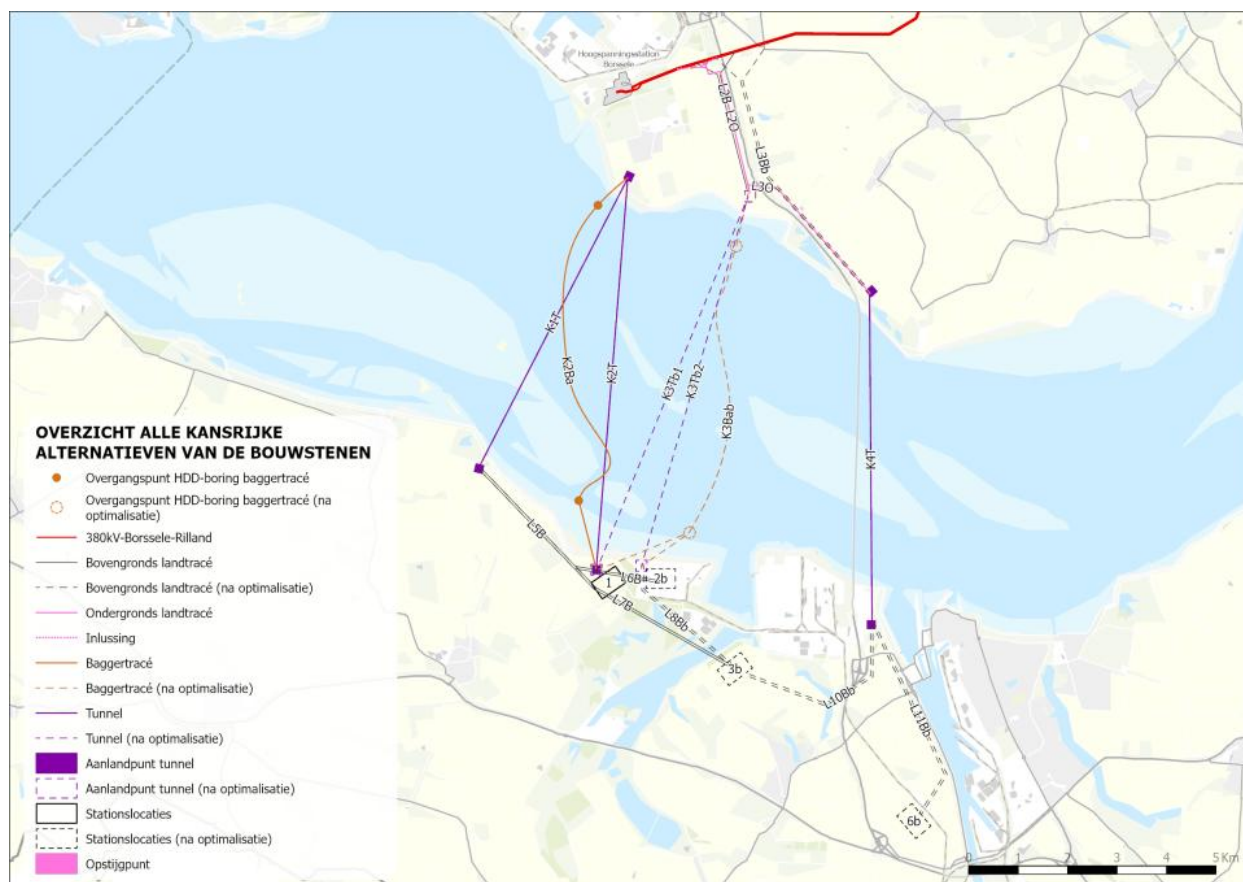 Hoogspanningsstation
Borssele
L2B-L2O
L3Bb
L3O
K1T
K2Ba
K2T
K3Tb1
K3Tb2
K3Bab
K4T
L5B
1
L6B
2b
L7B
L8Bb
3b
L10Bb
L11Bb
6b
OVERZICHT ALLE KANSRIJKE
ALTERNATIEVEN VAN DE BOUWSTENEN
Overgangspunt HDD-boring baggertracé
Overgangspunt HDD-boring baggertracé (na
optimalisatie)
380kV-Borssele-Rilland
Bovengronds landtracé
Bovengronds landtracé (na optimalisatie)
Ondergronds landtracé
Inlussing
Baggertracé
Baggertracé (na optimalisatie)
Tunnel
Tunnel (na optimalisatie)
Aanlandpunt tunnel
Aanlandpunt tunnel (na optimalisatie)
Stationslocaties
Stationslocaties (na optimalisatie)
Opstijgpunt
0 1 2 3 4 5 Km